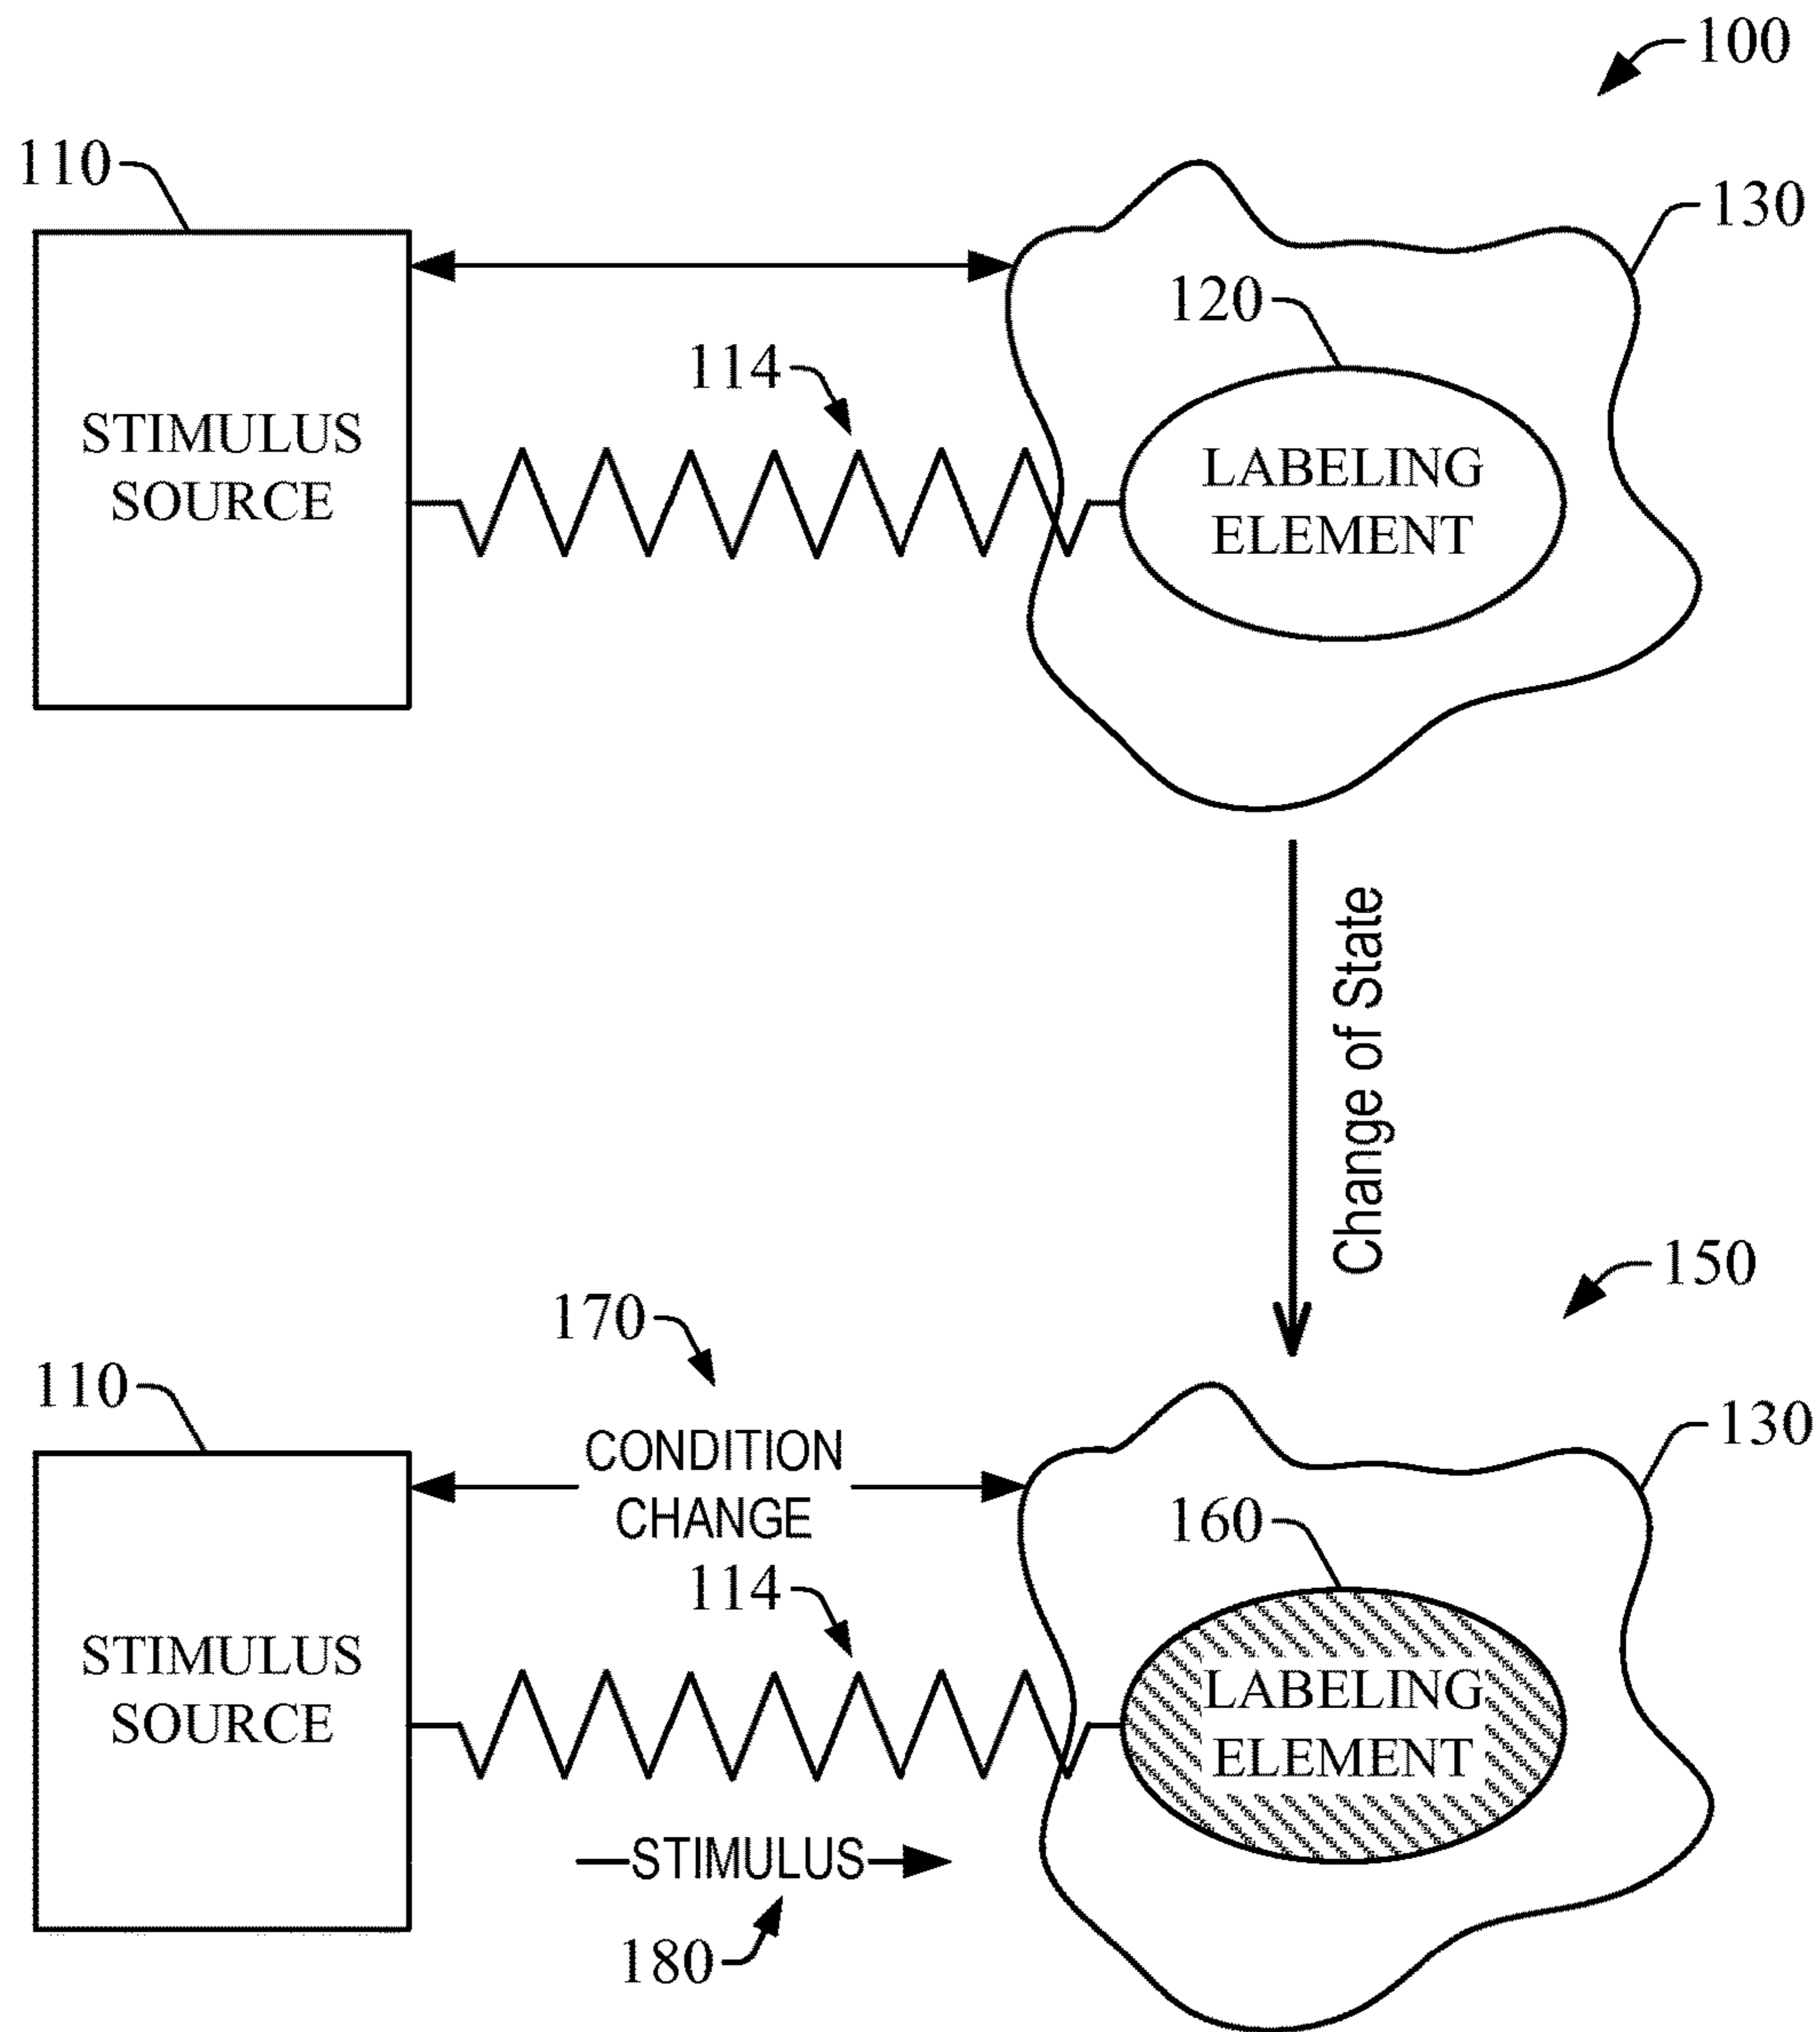 100
110
130
120
114
STIMULUS
SOURCE
LABELING
ELEMENT
Change of State
150
170
110
130
CONDITION
CHANGE
160
114
STIMULUS
SOURCE
LABELING
ELEMENT
STIMULUS
180